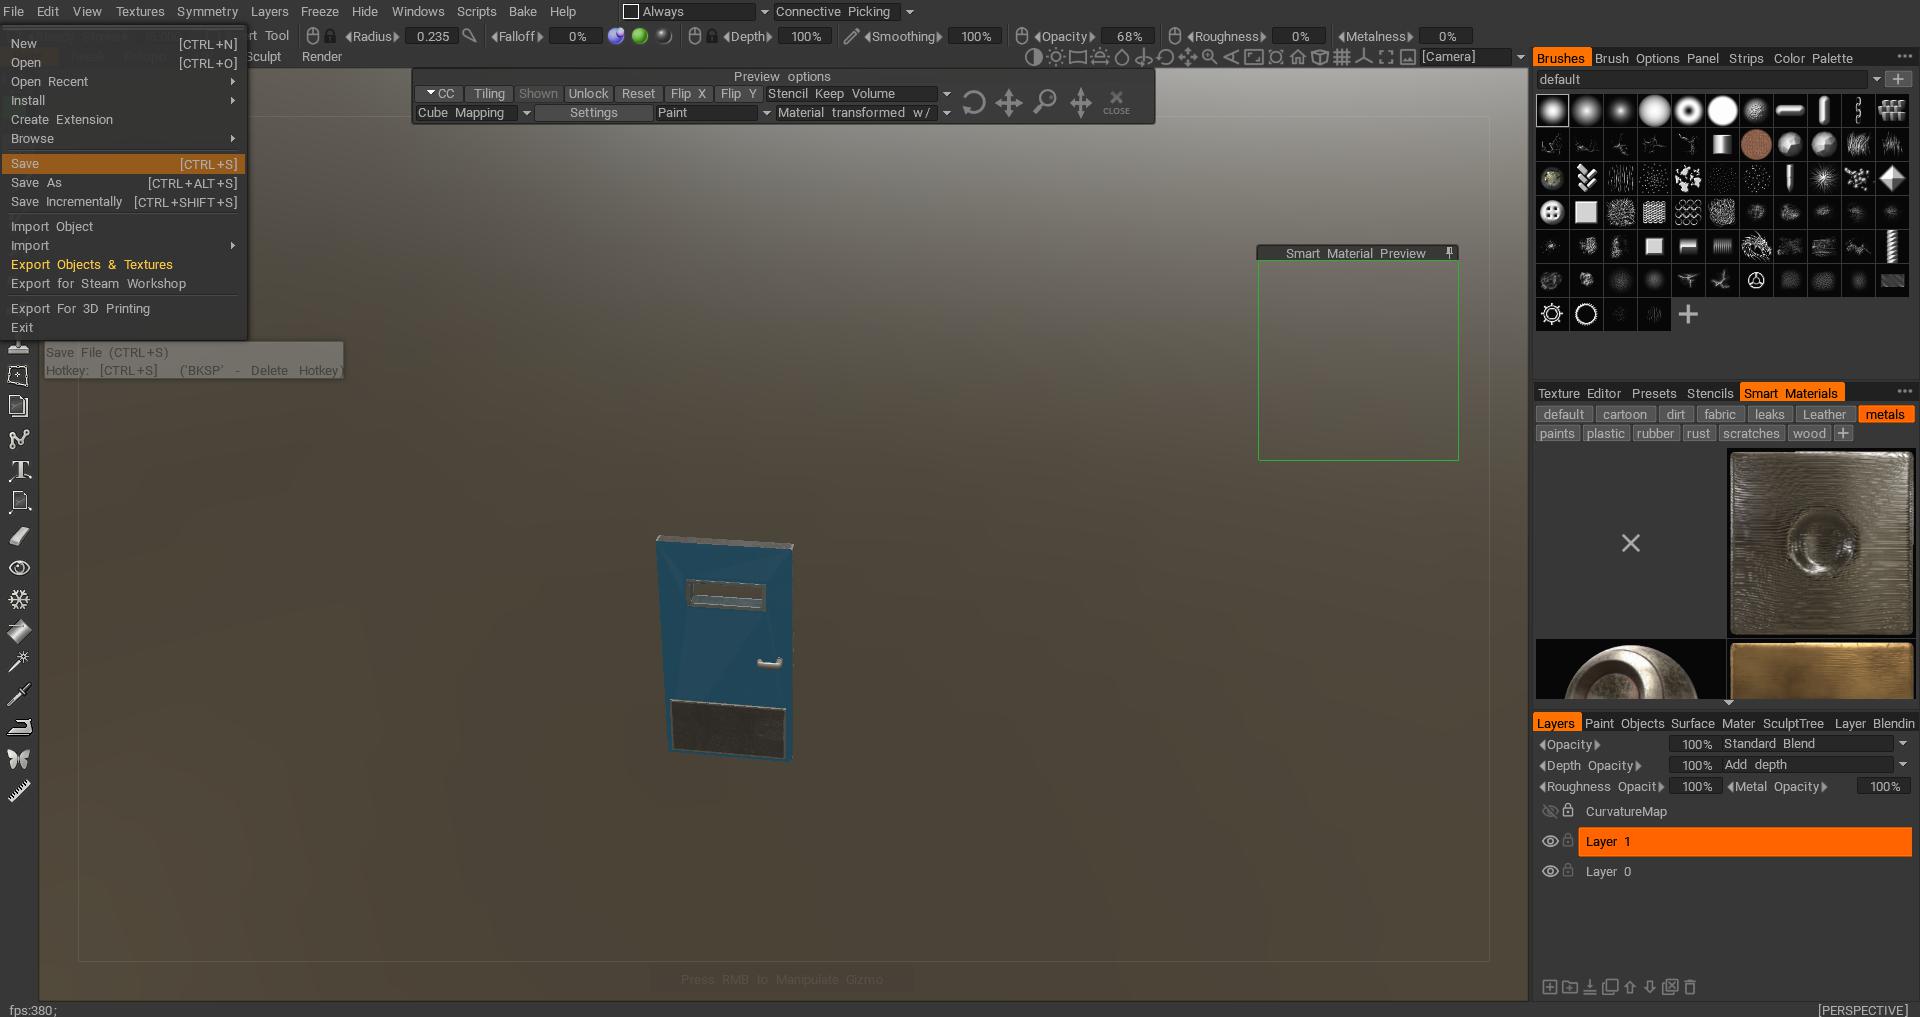 File Edit View Textures Symmetry Layers Freeze Hide Windows Scripts Bake Help Always Connective Picking
rt Tool Radius 0.235 Falloff 0% Depth 100% Smoothing 100% Opacity 68% Roughness 0% Metalness 0%
Sculpt Render [Camera]
New [CTRL+N]
Open [CTRL+O]
Open Recent
Install
Create Extension
Browse
Save [CTRL+S]
Save As [CTRL+ALT+S]
Save Incrementally [CTRL+SHIFT+S]
Import Object
Import
Export Objects & Textures
Export for Steam Workshop
Export For 3D Printing
Exit
Save File (CTRL+S)
Hotkey: [CTRL+S] ('BKSP' - Delete Hotkey)
Preview options
CC Tiling Shown Unlock Reset Flip X Flip Y Stencil Keep Volume
Cube Mapping Settings Paint Material transformed w/
CLOSE
Smart Material Preview
Press RMB to Manipulate Gizmo
Brushes Brush Options Panel Strips Color Palette
default
Texture Editor Presets Stencils Smart Materials
default cartoon dirt fabric leaks Leather metals
paints plastic rubber rust scratches wood
Layers Paint Objects Surface Mater SculptTree Layer Blendin
Opacity 100% Standard Blend
Depth Opacity 100% Add depth
Roughness Opacit 100% Metal Opacity 100%
CurvatureMap
Layer 1
Layer 0
fps:380; [PERSPECTIVE]